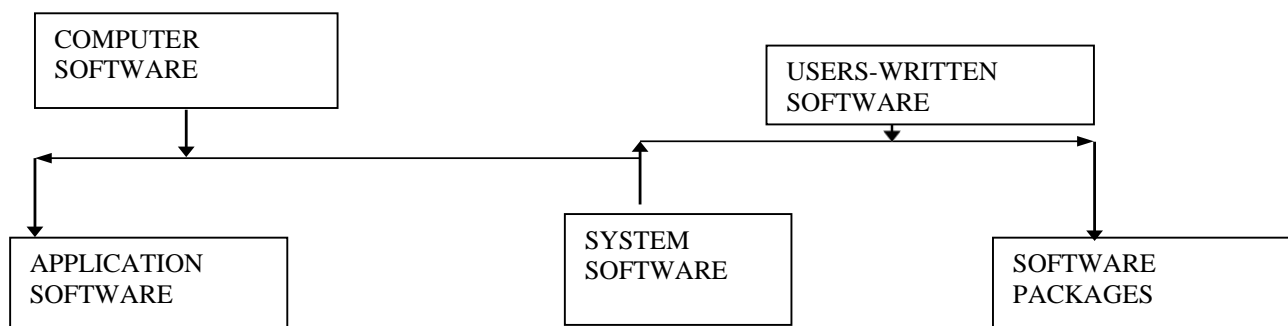 COMPUTER
SOFTWARE
USERS-WRITTEN
SOFTWARE
APPLICATION
SOFTWARE
SYSTEM
SOFTWARE
SOFTWARE
PACKAGES